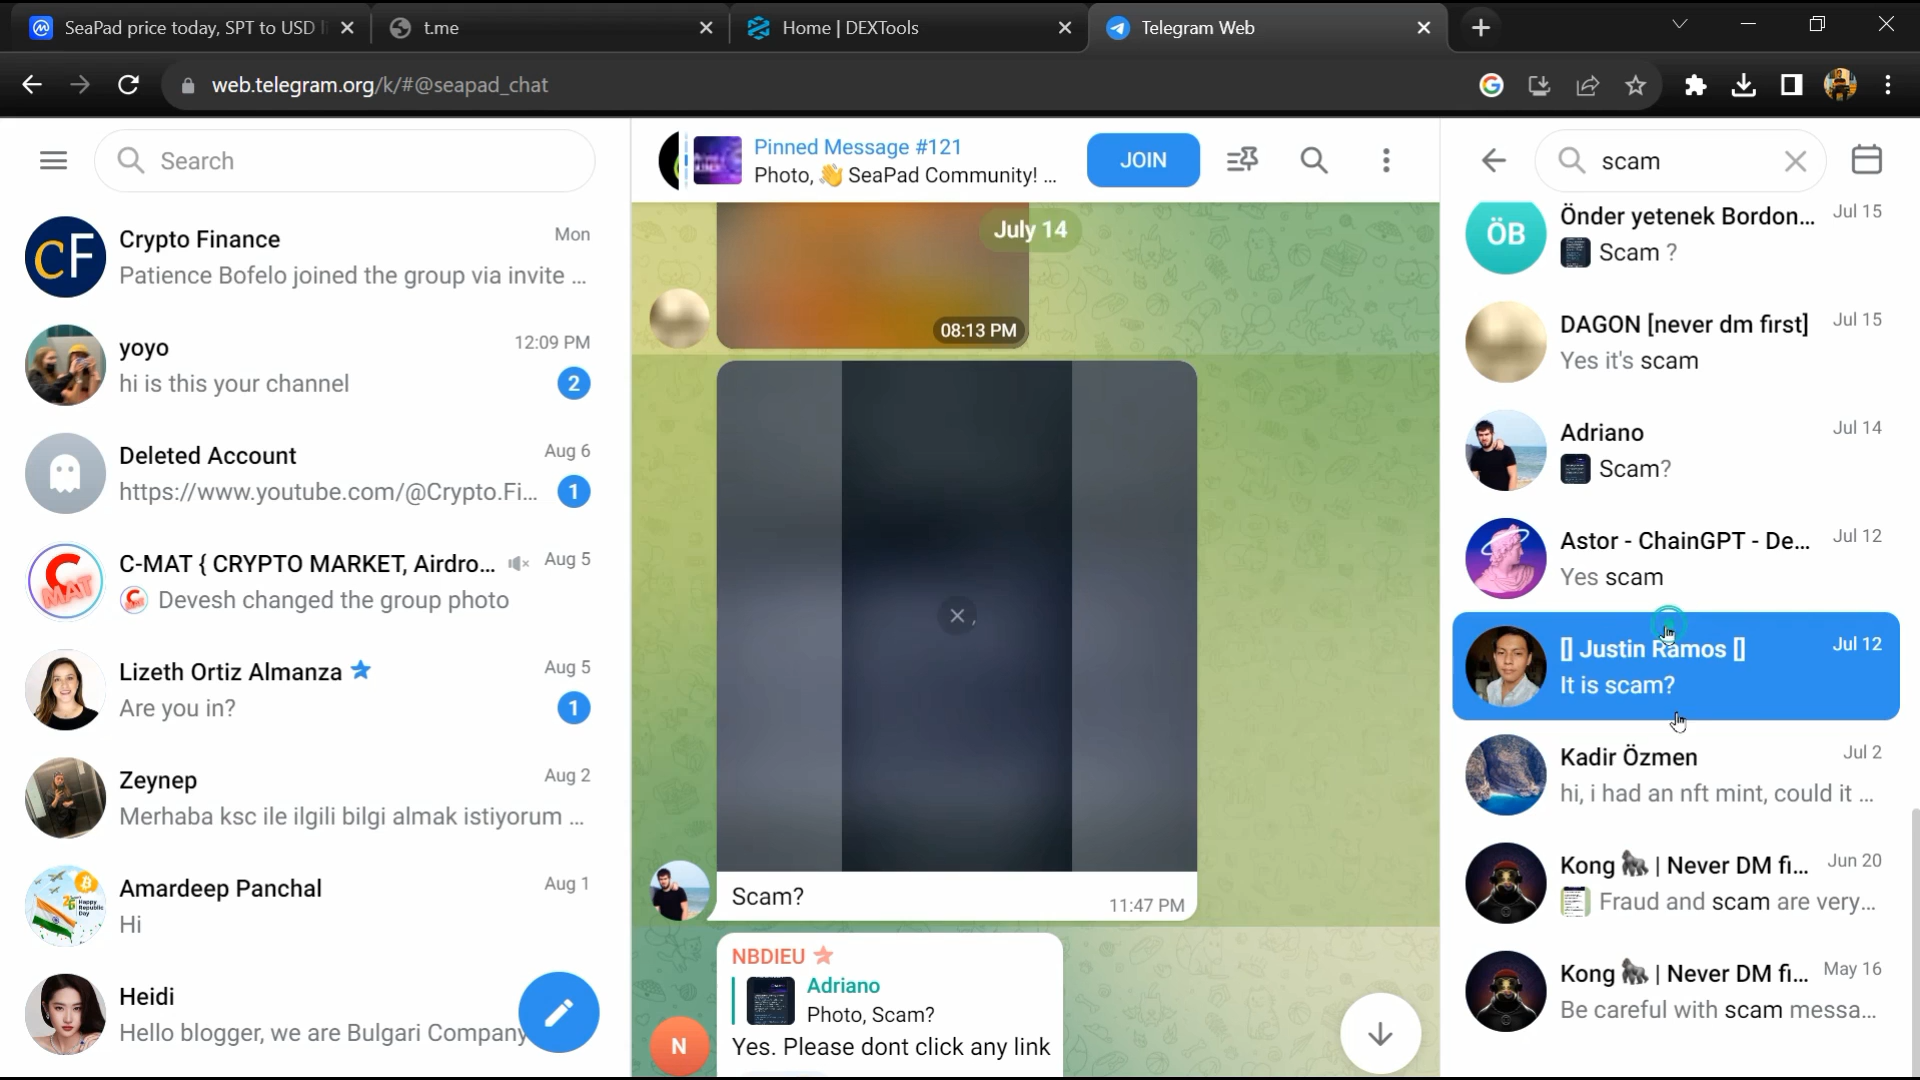 SeaPad price today, SPT to USD
t.me
Home | DEXTools
Telegram Web
web.telegram.org/k/#@seapad_chat
Search
Crypto Finance
Mon
Patience Bofelo joined the group via invite ...
yoyo
12:09 PM
hi is this your channel
2
Deleted Account
Aug 6
https://www.youtube.com/@Crypto.Fi...
1
C-MAT { CRYPTO MARKET, Airdro...
Aug 5
Devesh changed the group photo
Lizeth Ortiz Almanza
Aug 5
Are you in?
1
Zeynep
Aug 2
Merhaba ksc ile ilgili bilgi almak istiyorum ...
Amardeep Panchal
Aug 1
Hi
Heidi
Hello blogger, we are Bulgari Company
Pinned Message #121
Photo, 👋 SeaPad Community! ...
JOIN
July 14
08:13 PM
Scam?
11:47 PM
NBDIEU
Adriano
Photo, Scam?
N
Yes. Please dont click any link
scam
ÖB
Önder yetenek Bordon...
Jul 15
Scam ?
DAGON [never dm first]
Jul 15
Yes it's scam
Adriano
Jul 14
Scam?
Astor - ChainGPT - De...
Jul 12
Yes scam
[] Justin Ramos []
Jul 12
It is scam?
Kadir Özmen
Jul 2
hi, i had an nft mint, could it ...
Kong 🦍 | Never DM fi...
Jun 20
Fraud and scam are very...
Kong 🦍 | Never DM fi...
May 16
Be careful with scam messa...